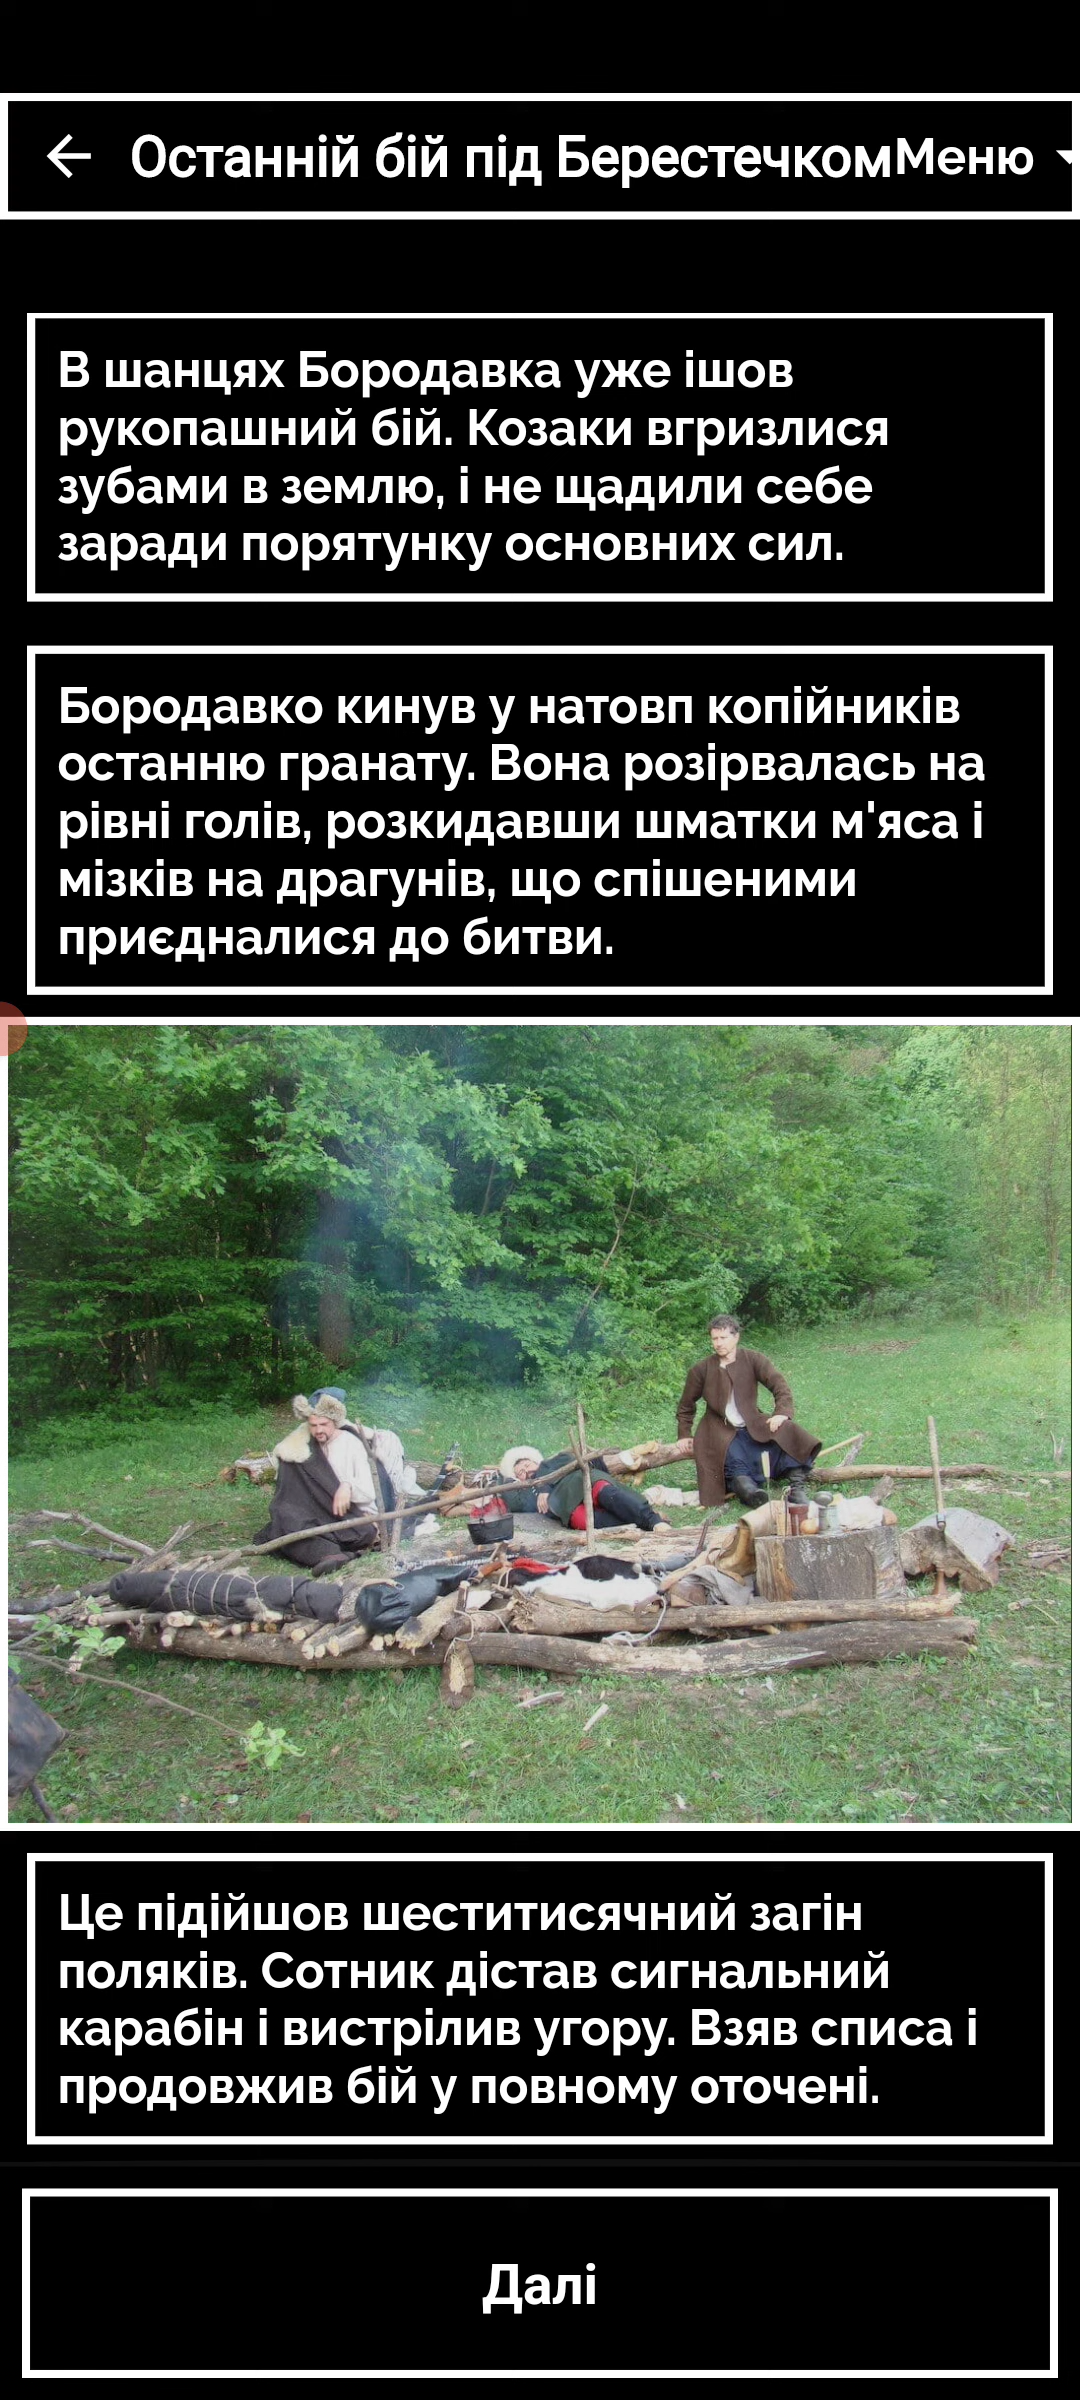 Останній бій під Берестечком
Меню
В шанцях Бородавка уже ішов
рукопашний бій. Козаки вгризлися
зубами в землю, і не щадили себе
заради порятунку основних сил.
Бородавко кинув у натовп копійників
останню гранату. Вона розірвалась на
рівні голів, розкидавши шматки м'яса і
мізків на драгунів, що спішеними
приєдналися до битви.
Це підійшов шеститисячний загін
поляків. Сотник дістав сигнальний
карабін і вистрілив угору. Взяв списа і
продовжив бій у повному оточені.
Далі